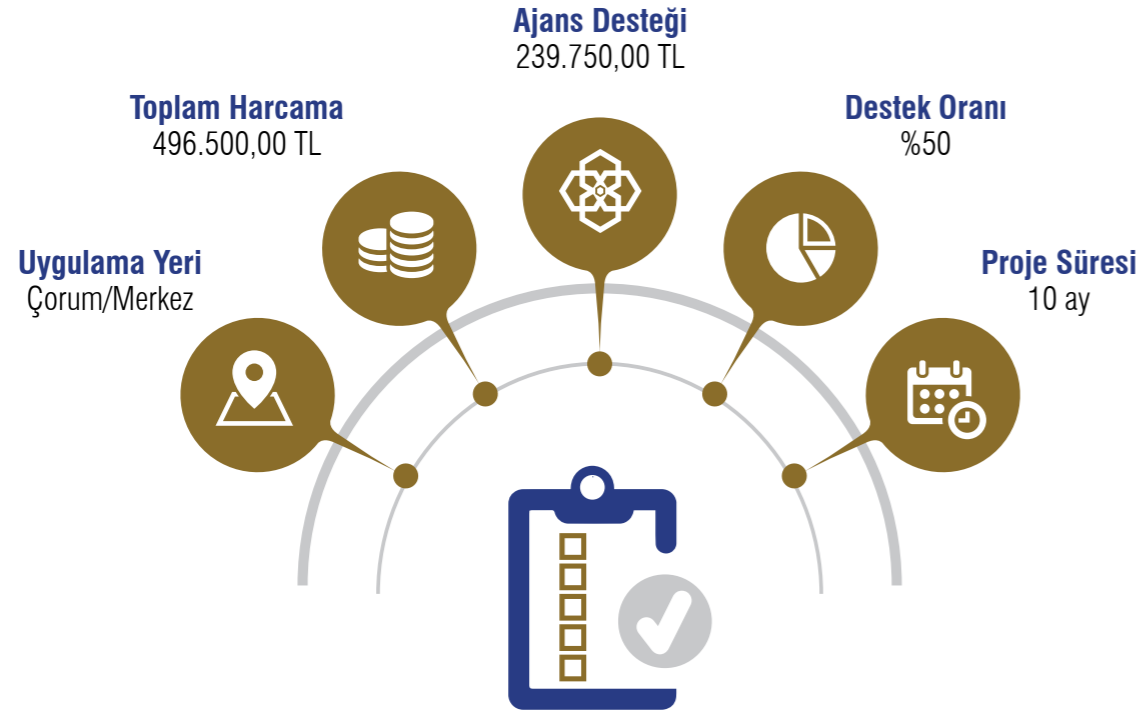 Ajans Desteği
239.750,00 TL
Toplam Harcama
496.500,00 TL
Destek Oranı
%50
Uygulama Yeri
Çorum/Merkez
Proje Süresi
10 ay